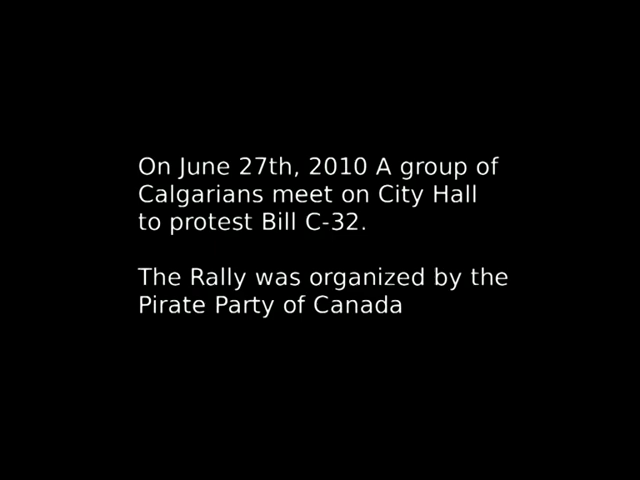 On June 27th, 2010 A group of
Calgarians meet on City Hall
to protest Bill C-32.
The Rally was organized by the
Pirate Party of Canada